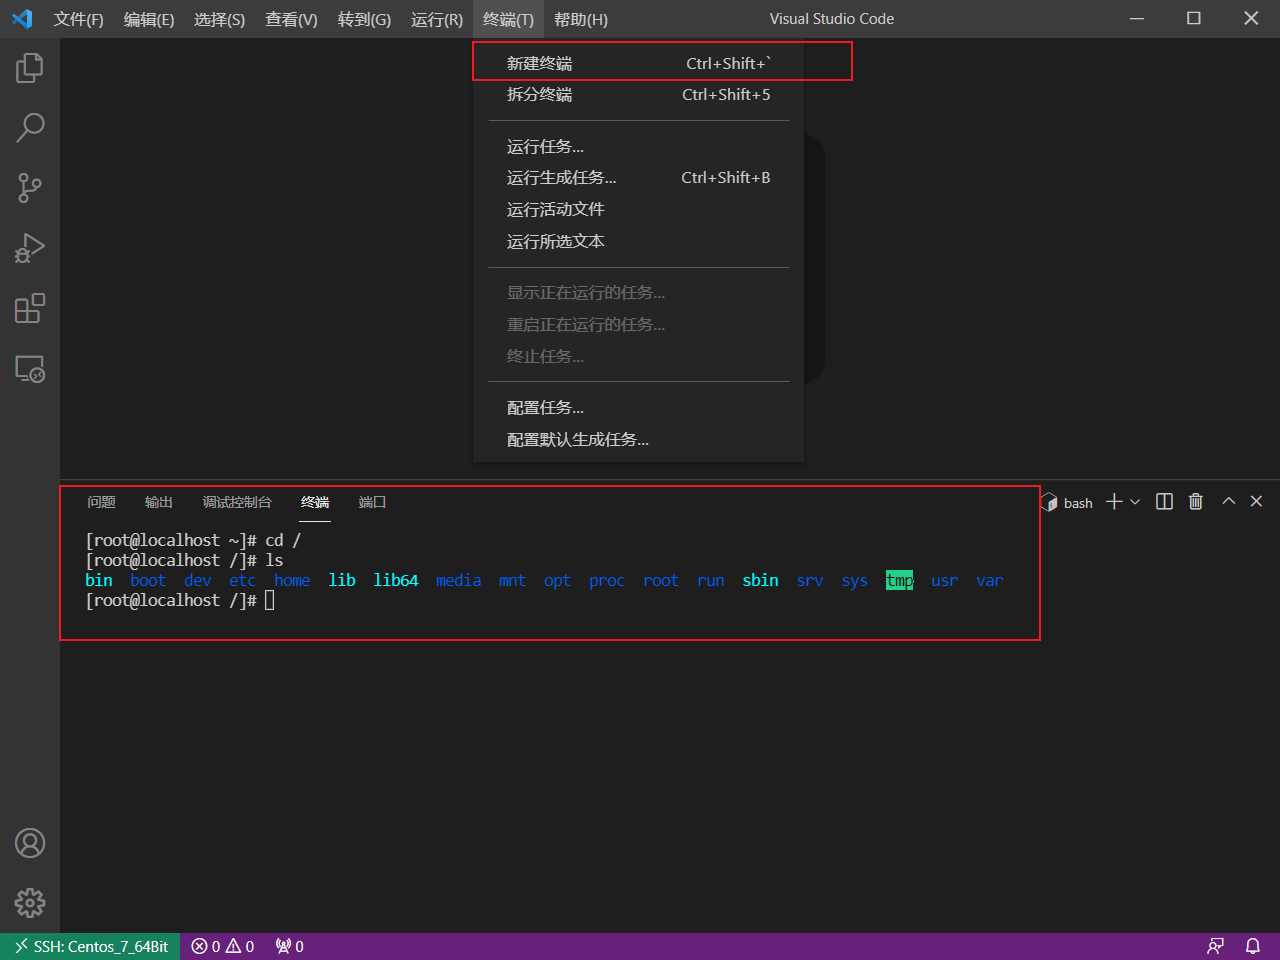 文件(F) 编辑(E) 选择(S) 查看(V) 转到(G) 运行(R) 终端(T) 帮助(H) Visual Studio Code
新建终端 Ctrl+Shift+`
拆分终端 Ctrl+Shift+5
运行任务...
运行生成任务... Ctrl+Shift+B
运行活动文件
运行所选文本
显示正在运行的任务...
重启正在运行的任务...
终止任务...
配置任务...
配置默认生成任务...
问题 输出 调试控制台 终端 端口 bash
[root@localhost ~]# cd /
[root@localhost /]# ls
bin boot dev etc home lib lib64 media mnt opt proc root run sbin srv sys tmp usr var
[root@localhost /]#
SSH: Centos_7_64Bit 0 0 0